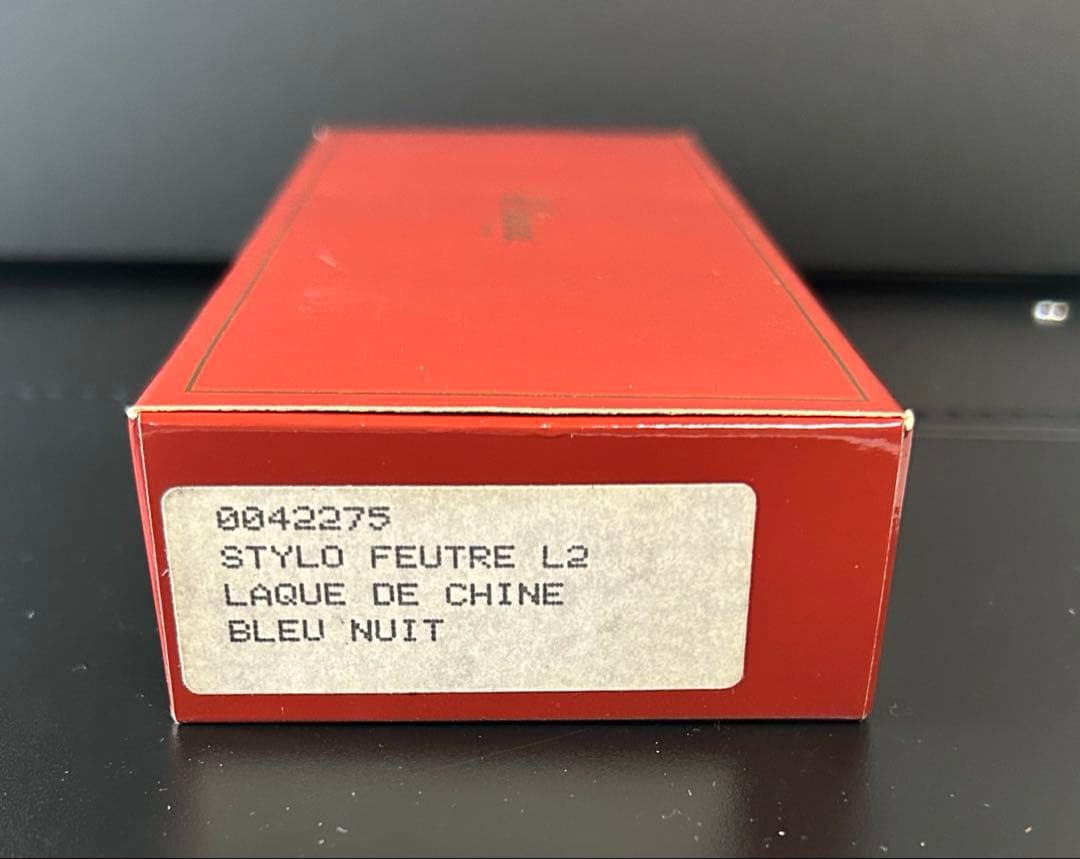 0042275
STYLO FEUTRE L2
LAQUE DE CHINE
BLEU NUIT